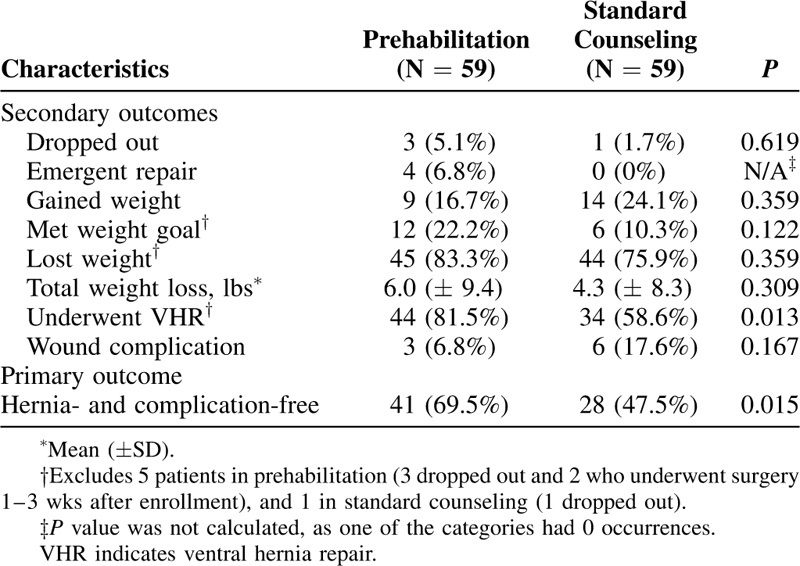 Characteristics Prehabilitation (N = 59) Standard Counseling (N = 59) P
Secondary outcomes
Dropped out 3 (5.1%) 1 (1.7%) 0.619
Emergent repair 4 (6.8%) 0 (0%) N/A‡
Gained weight 9 (16.7%) 14 (24.1%) 0.359
Met weight goal† 12 (22.2%) 6 (10.3%) 0.122
Lost weight† 45 (83.3%) 44 (75.9%) 0.359
Total weight loss, lbs* 6.0 (± 9.4) 4.3 (± 8.3) 0.309
Underwent VHR† 44 (81.5%) 34 (58.6%) 0.013
Wound complication 3 (6.8%) 6 (17.6%) 0.167
Primary outcome
Hernia- and complication-free 41 (69.5%) 28 (47.5%) 0.015
*Mean (±SD).
†Excludes 5 patients in prehabilitation (3 dropped out and 2 who underwent surgery
1–3 wks after enrollment), and 1 in standard counseling (1 dropped out).
‡P value was not calculated, as one of the categories had 0 occurrences.
VHR indicates ventral hernia repair.